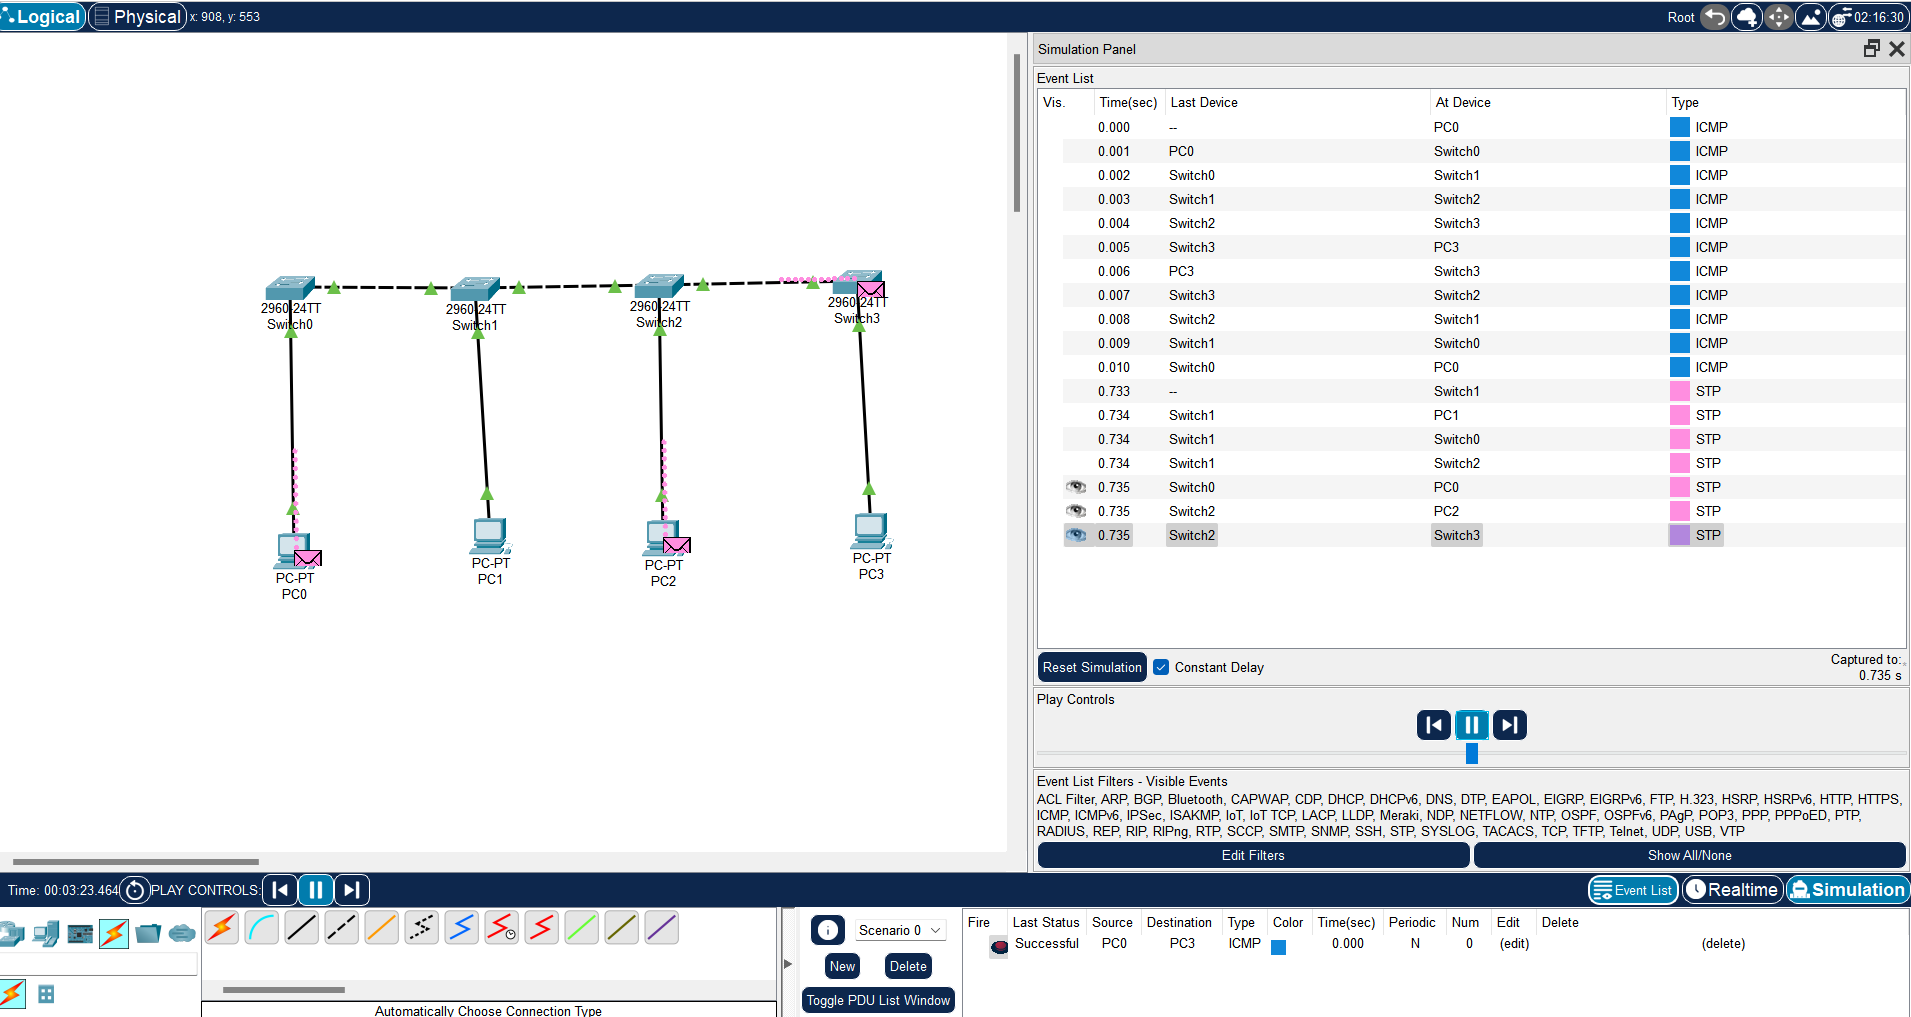 Logical Physical x: 908, y: 553 Root 02:16:30
Simulation Panel
Event List
Vis. Time(sec) Last Device At Device Type
0.000 -- PC0 ICMP
0.001 PC0 Switch0 ICMP
0.002 Switch0 Switch1 ICMP
0.003 Switch1 Switch2 ICMP
0.004 Switch2 Switch3 ICMP
0.005 Switch3 PC3 ICMP
0.006 PC3 Switch3 ICMP
0.007 Switch3 Switch2 ICMP
0.008 Switch2 Switch1 ICMP
0.009 Switch1 Switch0 ICMP
0.010 Switch0 PC0 ICMP
0.733 -- Switch1 STP
0.734 Switch1 PC1 STP
0.734 Switch1 Switch0 STP
0.734 Switch1 Switch2 STP
0.735 Switch0 PC0 STP
0.735 Switch2 PC2 STP
0.735 Switch2 Switch3 STP
2960-24TT
Switch0
2960-24TT
Switch1
2960-24TT
Switch2
2960-24TT
Switch3
PC-PT
PC0
PC-PT
PC1
PC-PT
PC2
PC-PT
PC3
Reset Simulation Constant Delay
Captured to:
0.735 s
Play Controls
Event List Filters - Visible Events
ACL Filter, ARP, BGP, Bluetooth, CAPWAP, CDP, DHCP, DHCPv6, DNS, DTP, EAPOL, EIGRP, EIGRPv6, FTP, H.323, HSRP, HSRPv6, HTTP, HTTPS,
ICMP, ICMPv6, IPSec, ISAKMP, IoT, IoT TCP, LACP, LLDP, Meraki, NDP, NETFLOW, NTP, OSPF, OSPFv6, PAgP, POP3, PPP, PPPoED, PTP,
RADIUS, REP, RIP, RIPng, RTP, SCCP, SMTP, SNMP, SSH, STP, SYSLOG, TACACS, TCP, TFTP, Telnet, UDP, USB, VTP
Edit Filters Show All/None
Time: 00:03:23.464 PLAY CONTROLS: Event List Realtime Simulation
Automatically Choose Connection Type
Scenario 0
New Delete
Toggle PDU List Window
Fire Last Status Source Destination Type Color Time(sec) Periodic Num Edit Delete
Successful PC0 PC3 ICMP 0.000 N 0 (edit) (delete)